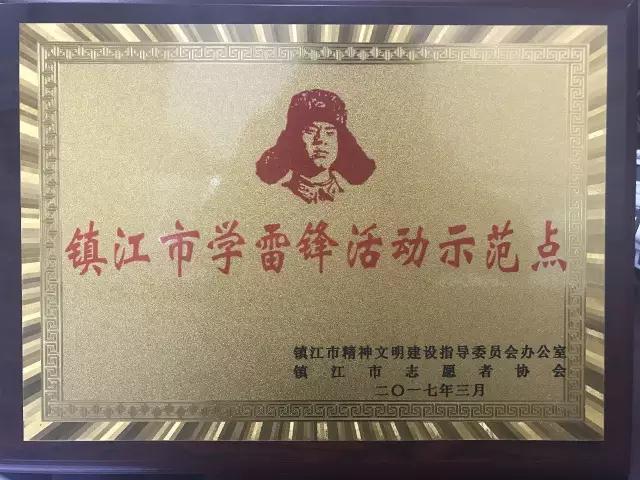 镇江市学雷锋活动示范点
镇江市精神文明建设指导委员会办公室
镇江市志愿者协会
二〇一七年三月